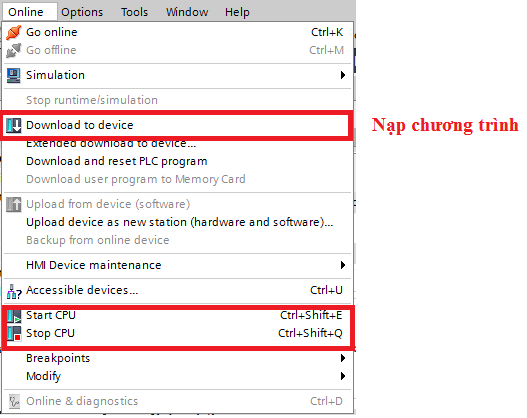 Online Options Tools Window Help
Go online Ctrl+K
Go offline Ctrl+M
Simulation
Stop runtime/simulation
Download to device
Nạp chương trình
Extended download to device...
Download and reset PLC program
Download user program to Memory Card
Upload from device (software)
Upload device as new station (hardware and software)...
Backup from online device
HMI Device maintenance
Accessible devices... Ctrl+U
Start CPU Ctrl+Shift+E
Stop CPU Ctrl+Shift+Q
Breakpoints
Modify
Online & diagnostics Ctrl+D